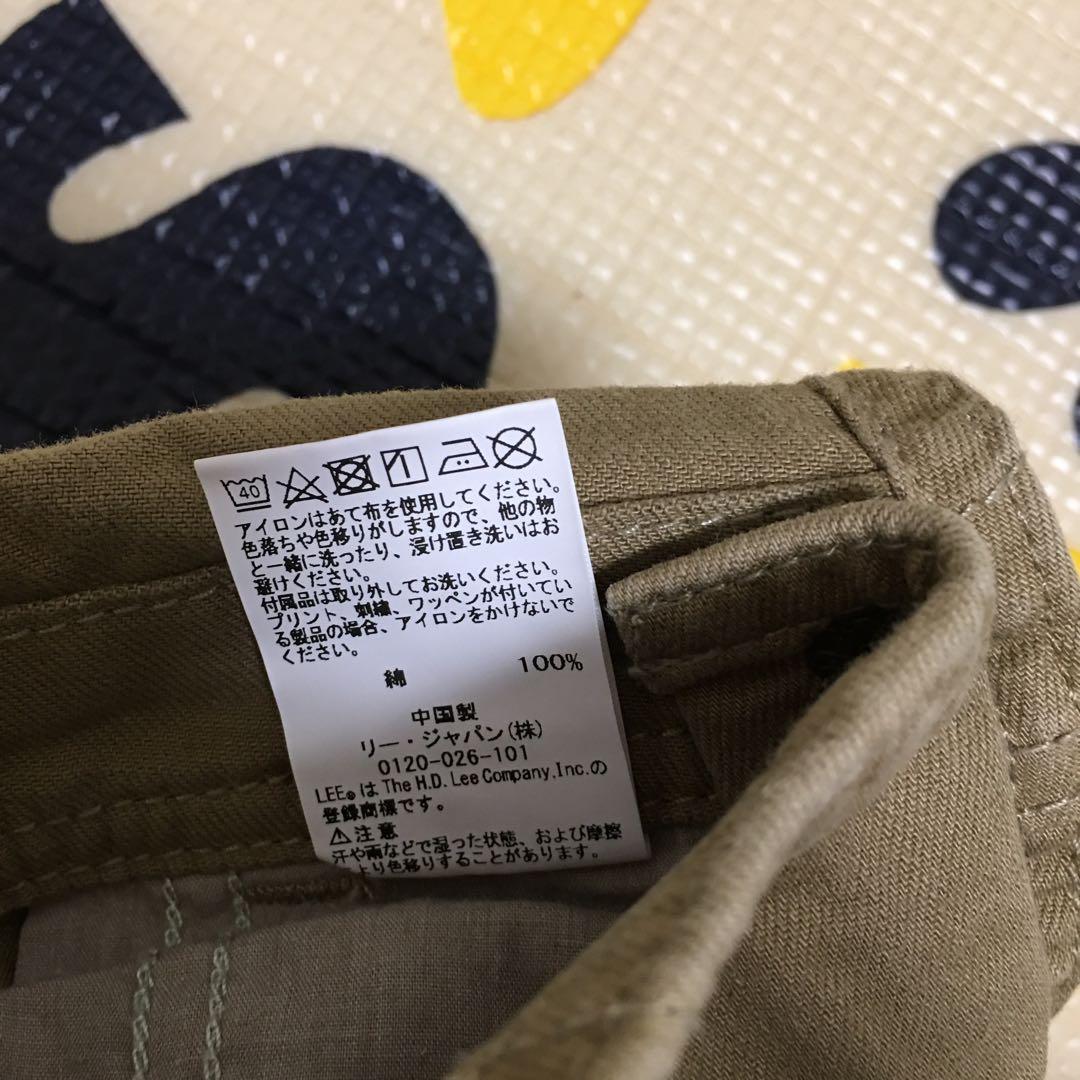 40
アイロンはあて布を使用してください。
色落ちや色移りがしますので、他の物
と一緒に洗ったり、浸け置き洗いはお
避けください。
付属品は取り外してお洗いください。
プリント、刺繍、ワッペンが付いてい
る製品の場合、アイロンをかけないで
ください。
綿 100%
中国製
リー・ジャパン(株)
0120-026-101
LEE®はThe H.D. Lee Company,Inc.の
登録商標です。
⚠注意
汗や雨などで湿った状態、および摩擦
より色移りすることがあります。